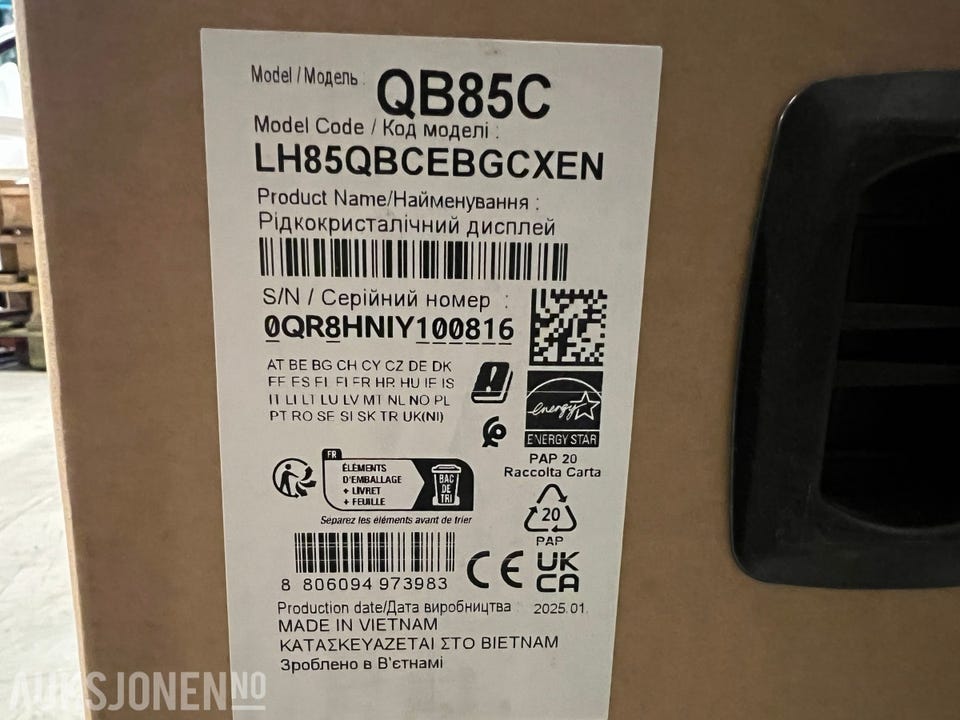 Model / Модель :
QB85C
Model Code / Код моделі :
LH85QBCEBGCXEN
Product Name/Найменування :
Рідкокристалічний дисплей
S/N / Серійний номер :
0QR8HNIY100816
AT BE BG CH CY CZ DE DK
EE ES EL FI FR HR HU IE IS
IT LI LT LU LV MT NL NO PL
PT RO SE SI SK TR UK(NI)
energy
ENERGY STAR
PAP 20
Raccolta Carta
FR
ÉLÉMENTS
D'EMBALLAGE
+ LIVRET
+ FEUILLE
BAC
DE
TRI
Séparez les éléments avant de trier
20
PAP
8 806094 973983
CE
UK
CA
Production date/Дата виробництва : 2025.01.
MADE IN VIETNAM
ΚΑΤΑΣΚΕΥΑΖΕΤΑΙ ΣΤΟ ΒΙΕΤΝΑΜ
Зроблено в В'єтнамі
AUKSJONEN NO